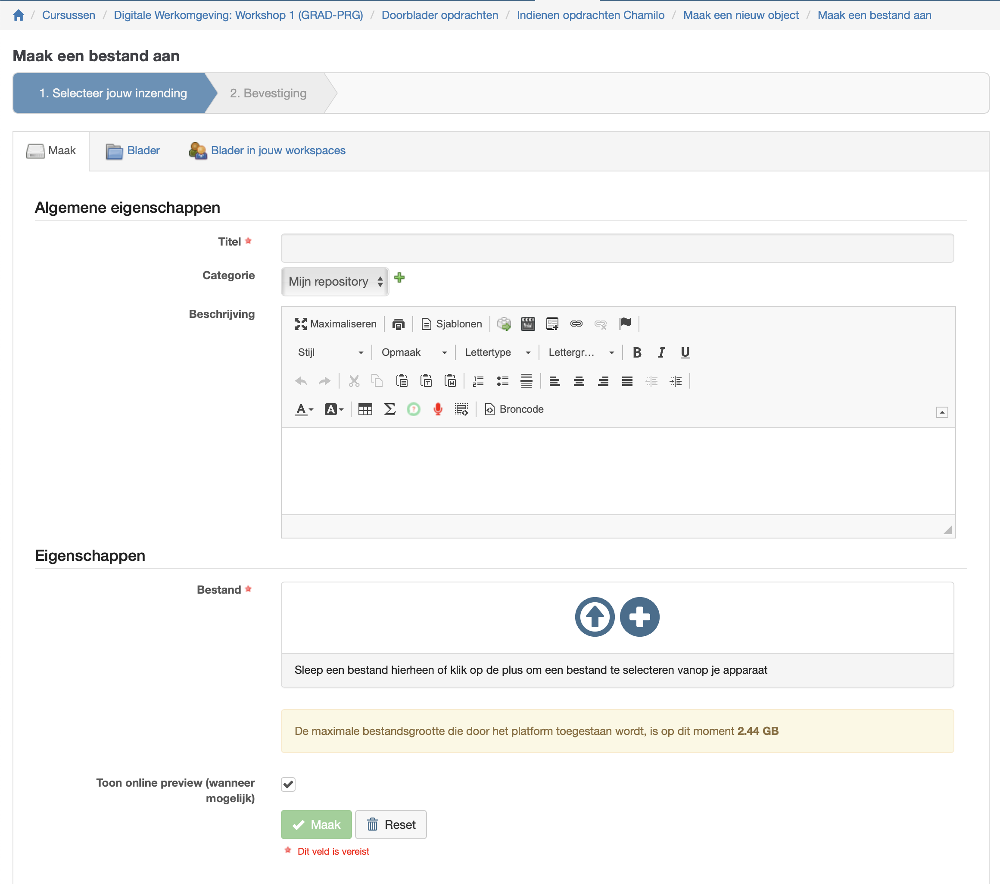 / Cursussen / Digitale Werkomgeving: Workshop 1 (GRAD-PRG) / Doorblader opdrachten / Indienen opdrachten Chamilo / Maak een nieuw object / Maak een bestand aan
Maak een bestand aan
1. Selecteer jouw inzending 2. Bevestiging
Maak Blader Blader in jouw workspaces
Algemene eigenschappen
Titel
Categorie Mijn repository
Beschrijving
Maximaliseren Sjablonen
Stijl Opmaak Lettertype Lettergr... B I U
A A Σ ? Broncode
Eigenschappen
Bestand
Sleep een bestand hierheen of klik op de plus om een bestand te selecteren vanop je apparaat
De maximale bestandsgrootte die door het platform toegestaan wordt, is op dit moment 2.44 GB
Toon online preview (wanneer
mogelijk)
Maak Reset
Dit veld is vereist